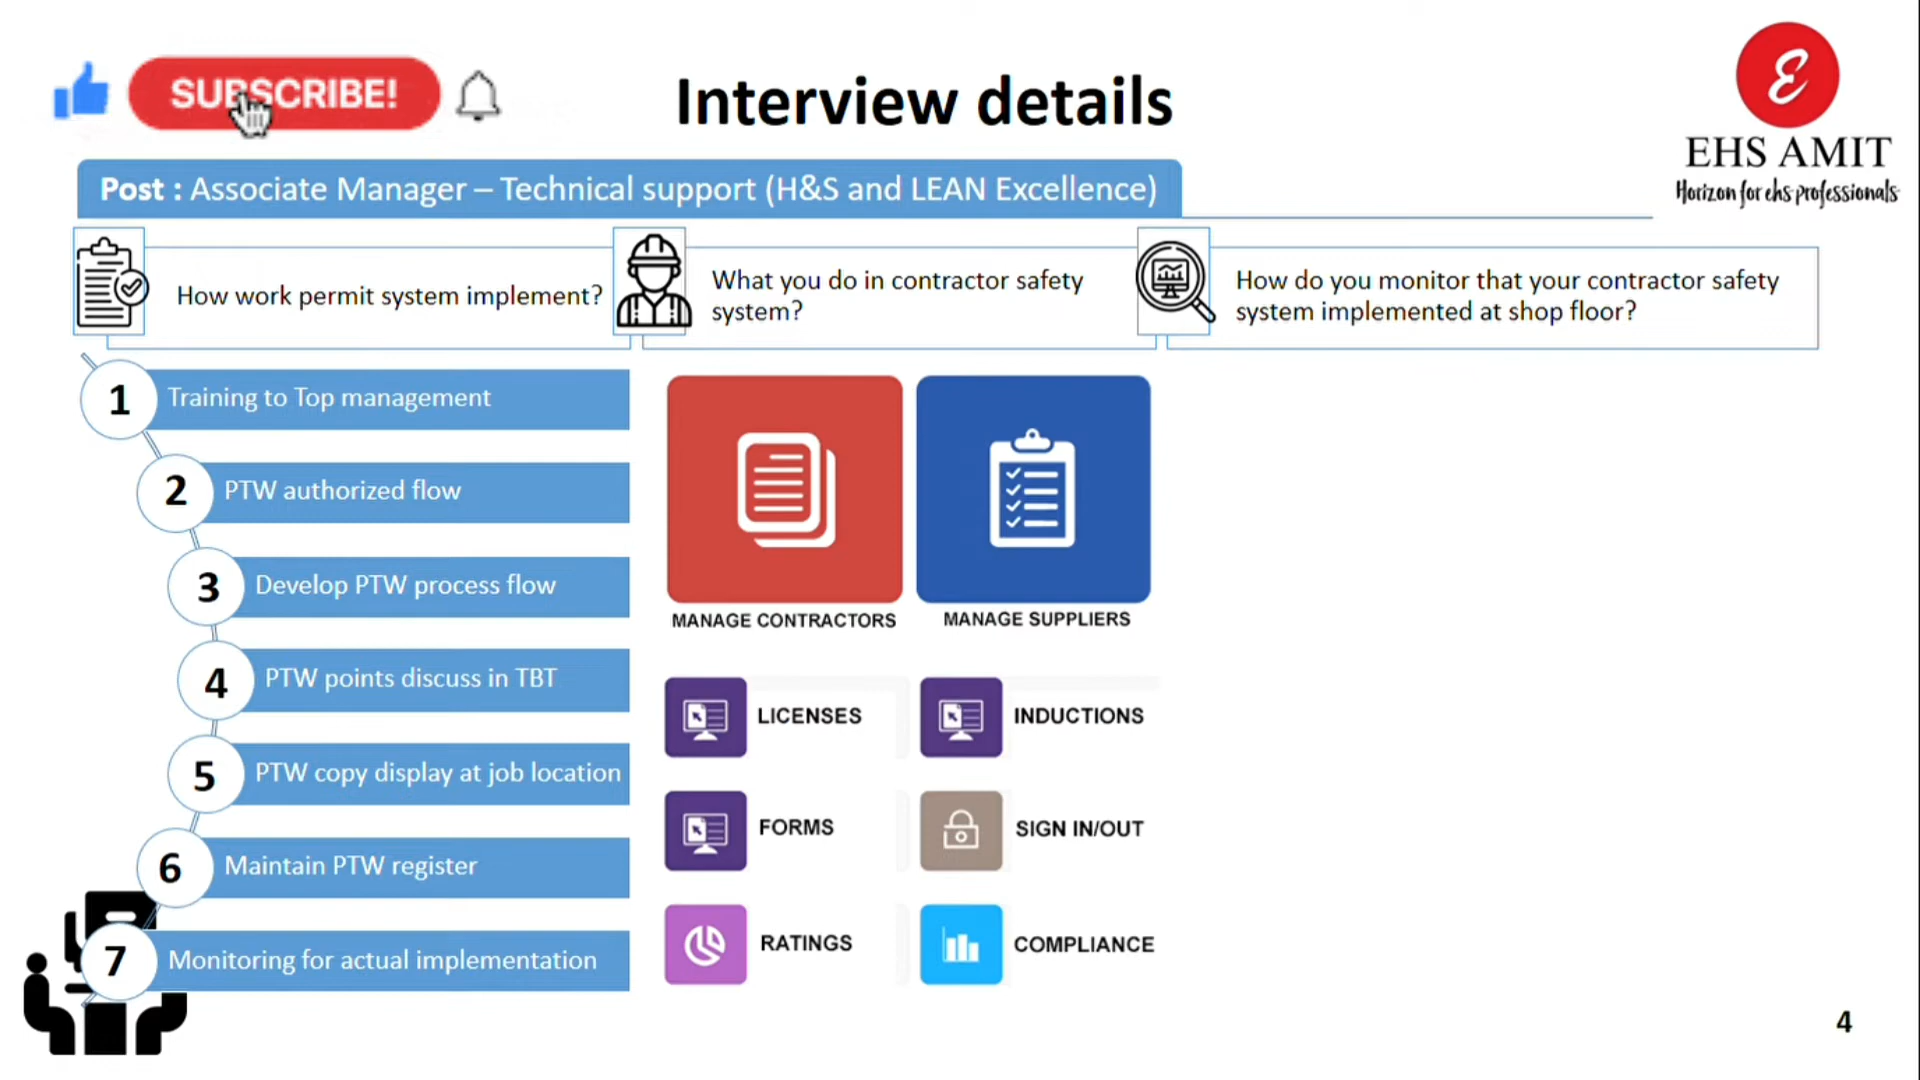 SUBSCRIBE!
Interview details
E
EHS AMIT
Horizon for ehs professionals
Post : Associate Manager – Technical support (H&S and LEAN Excellence)
How work permit system implement?
What you do in contractor safety
system?
How do you monitor that your contractor safety
system implemented at shop floor?
1 Training to Top management
2 PTW authorized flow
3 Develop PTW process flow
4 PTW points discuss in TBT
5 PTW copy display at job location
6 Maintain PTW register
7 Monitoring for actual implementation
MANAGE CONTRACTORS
MANAGE SUPPLIERS
LICENSES
INDUCTIONS
FORMS
SIGN IN/OUT
RATINGS
COMPLIANCE
4